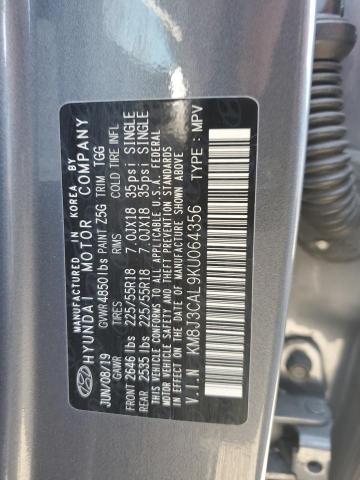 MFD BY IN KOREA BY
HYUNDAI MOTOR COMPANY
JUN/08/19 GVWR 4850lbs PAINT Z5G TRIM TGG
GAWR TIRES RIMS COLD TIRE INFL
FRONT 2646 lbs 225/55R18 7.0JX18 35psi SINGLE
REAR 2535 lbs 225/55R18 7.0JX18 35psi SINGLE
THIS VEHICLE CONFORMS TO ALL APPLICABLE U.S. FEDERAL
MOTOR VEHICLE SAFETY AND THEFT PREVENTION STANDARDS
IN EFFECT ON THE DATE OF MANUFACTURE SHOWN ABOVE.
V.I.N : KM8J3CAL9KU064356 TYPE : MPV